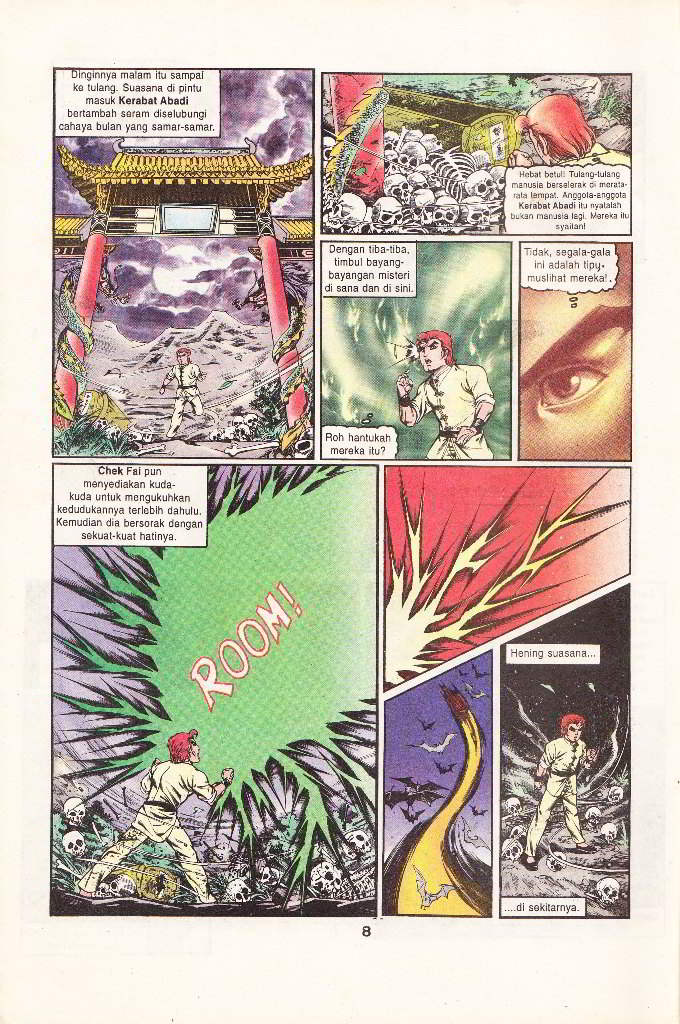 Dinginnya malam itu sampai
ke tulang. Suasana di pintu
masuk Kerabat Abadi
bertambah seram diselubungi
cahaya bulan yang samar-samar.
Hebat betul! Tulang-tulang
manusia berselerak di merata-
rata tempat. Anggota-anggota
Kerabat Abadi itu nyatalah
bukan manusia lagi. Mereka itu
syaitan!
Dengan tiba-tiba,
timbul bayang-
bayangan misteri
di sana dan di sini.
Roh hantukah
mereka itu?
Tidak, segala-gala
ini adalah tipu-
muslihat mereka!.
Chek Fai pun
menyediakan kuda-
kuda untuk mengukuhkan
kedudukannya terlebih dahulu.
Kemudian dia bersorak dengan
sekuat-kuat hatinya.
ROOM!
Hening suasana...
....di sekitarnya.
8